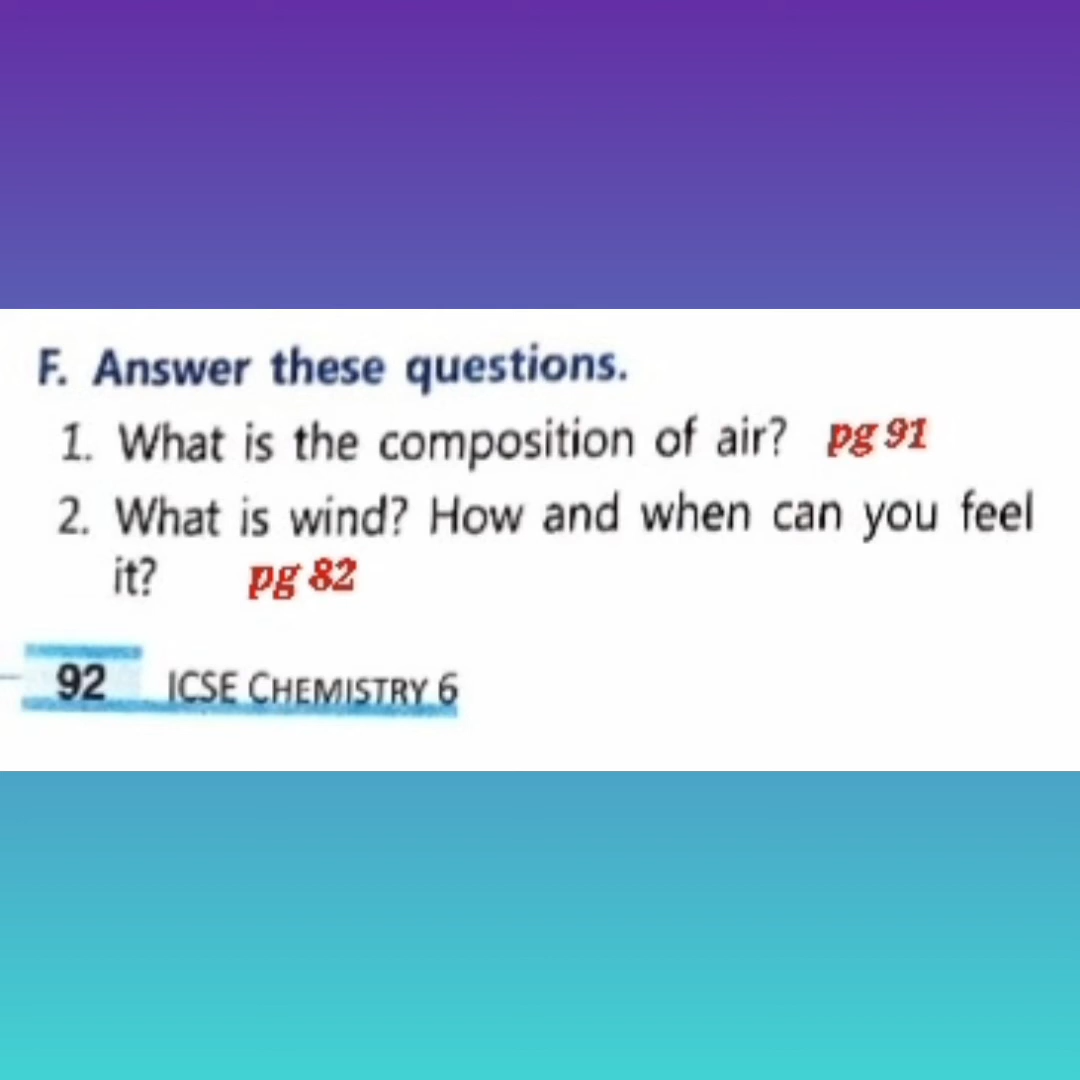 F. Answer these questions.
1. What is the composition of air? pg 91
2. What is wind? How and when can you feel
it? pg 82
92 ICSE CHEMISTRY 6